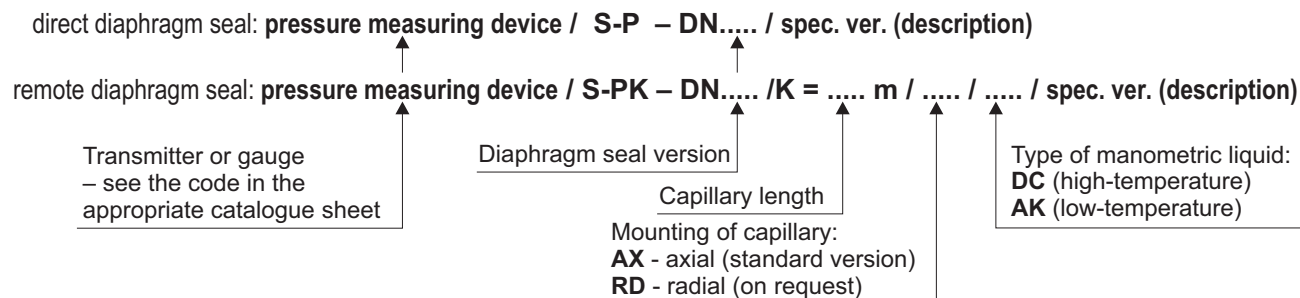 direct diaphragm seal: pressure measuring device / S-P – DN..... / spec. ver. (description)
remote diaphragm seal: pressure measuring device / S-PK – DN..... /K = ..... m / ..... / ..... / spec. ver. (description)
Transmitter or gauge
– see the code in the
appropriate catalogue sheet
Diaphragm seal version
Capillary length
Mounting of capillary:
AX - axial (standard version)
RD - radial (on request)
Type of manometric liquid:
DC (high-temperature)
AK (low-temperature)